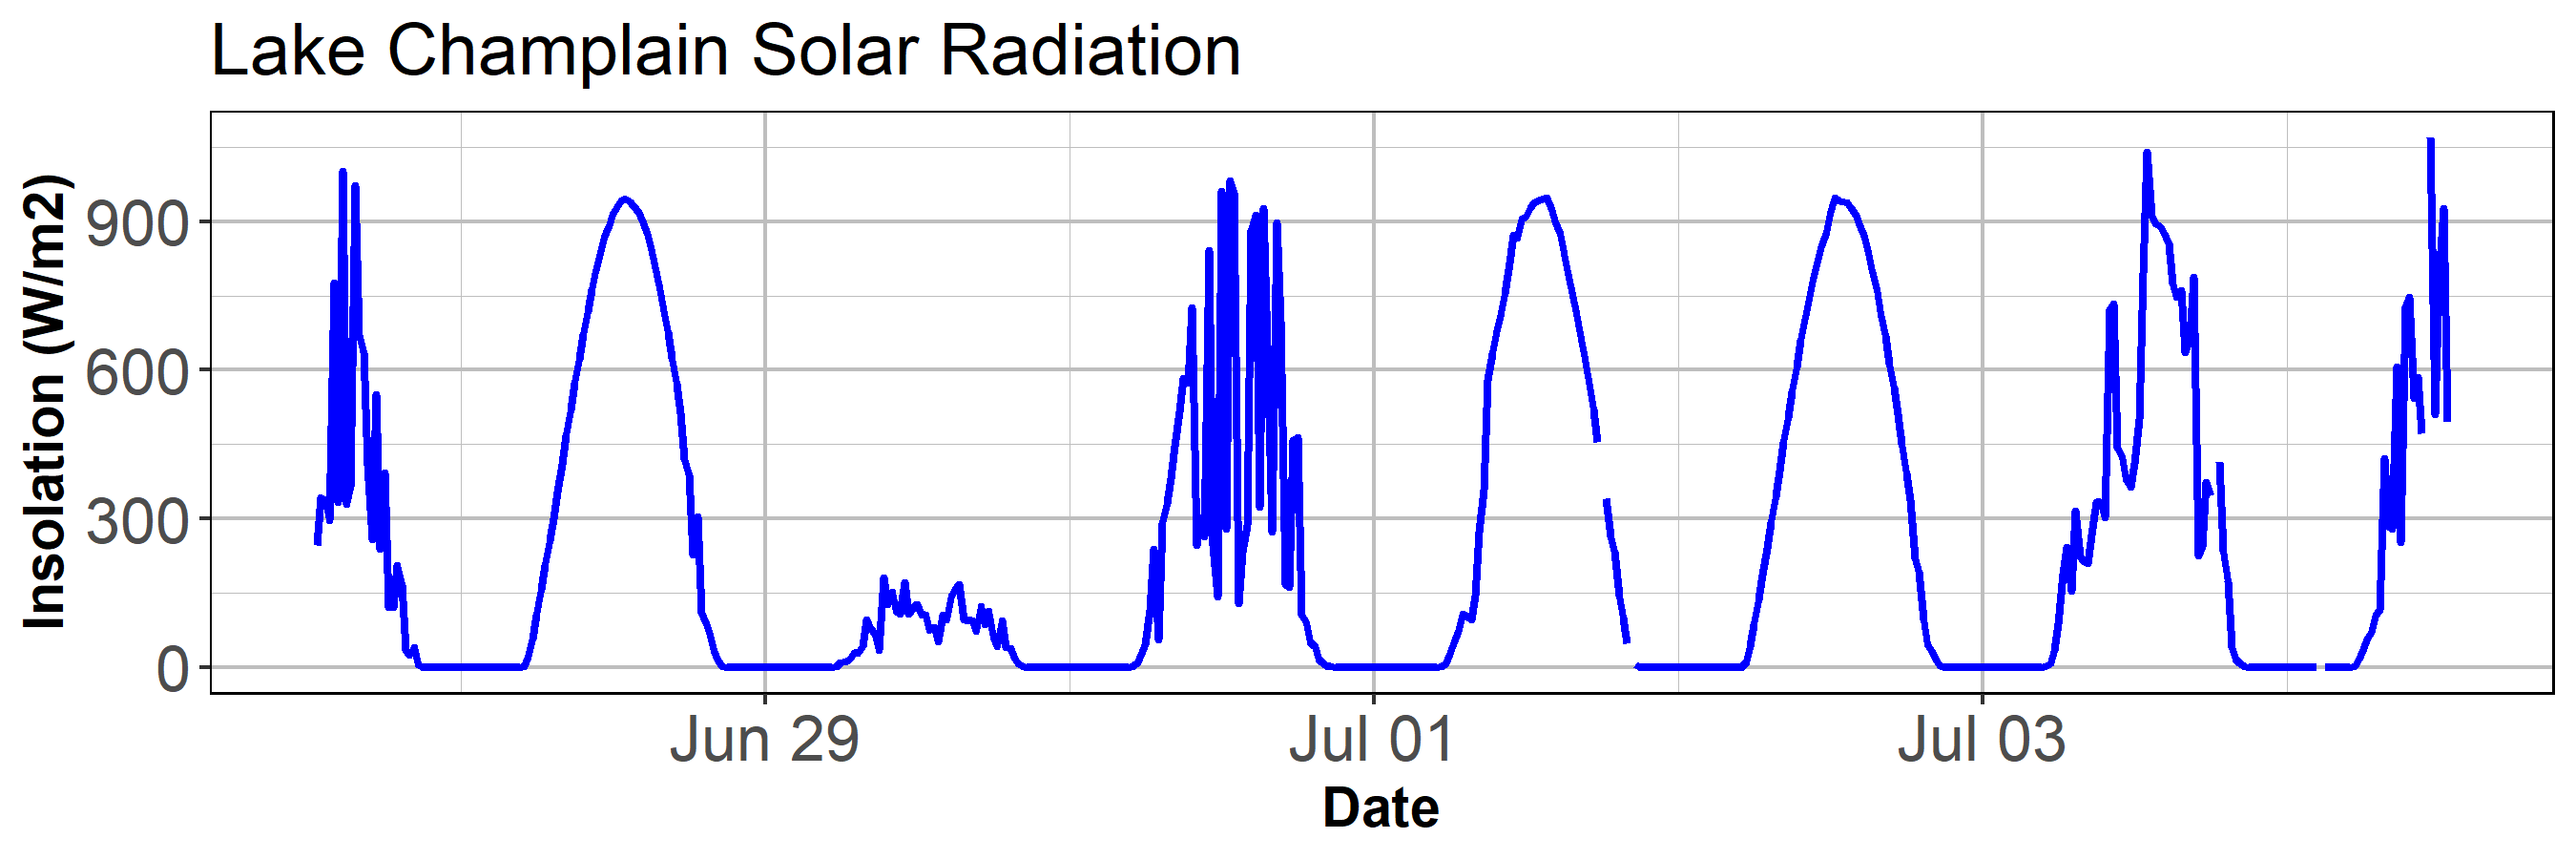 Lake Champlain Solar Radiation
Insolation (W/m2)
900
600
300
0
Jun 29
Jul 01
Jul 03
Date